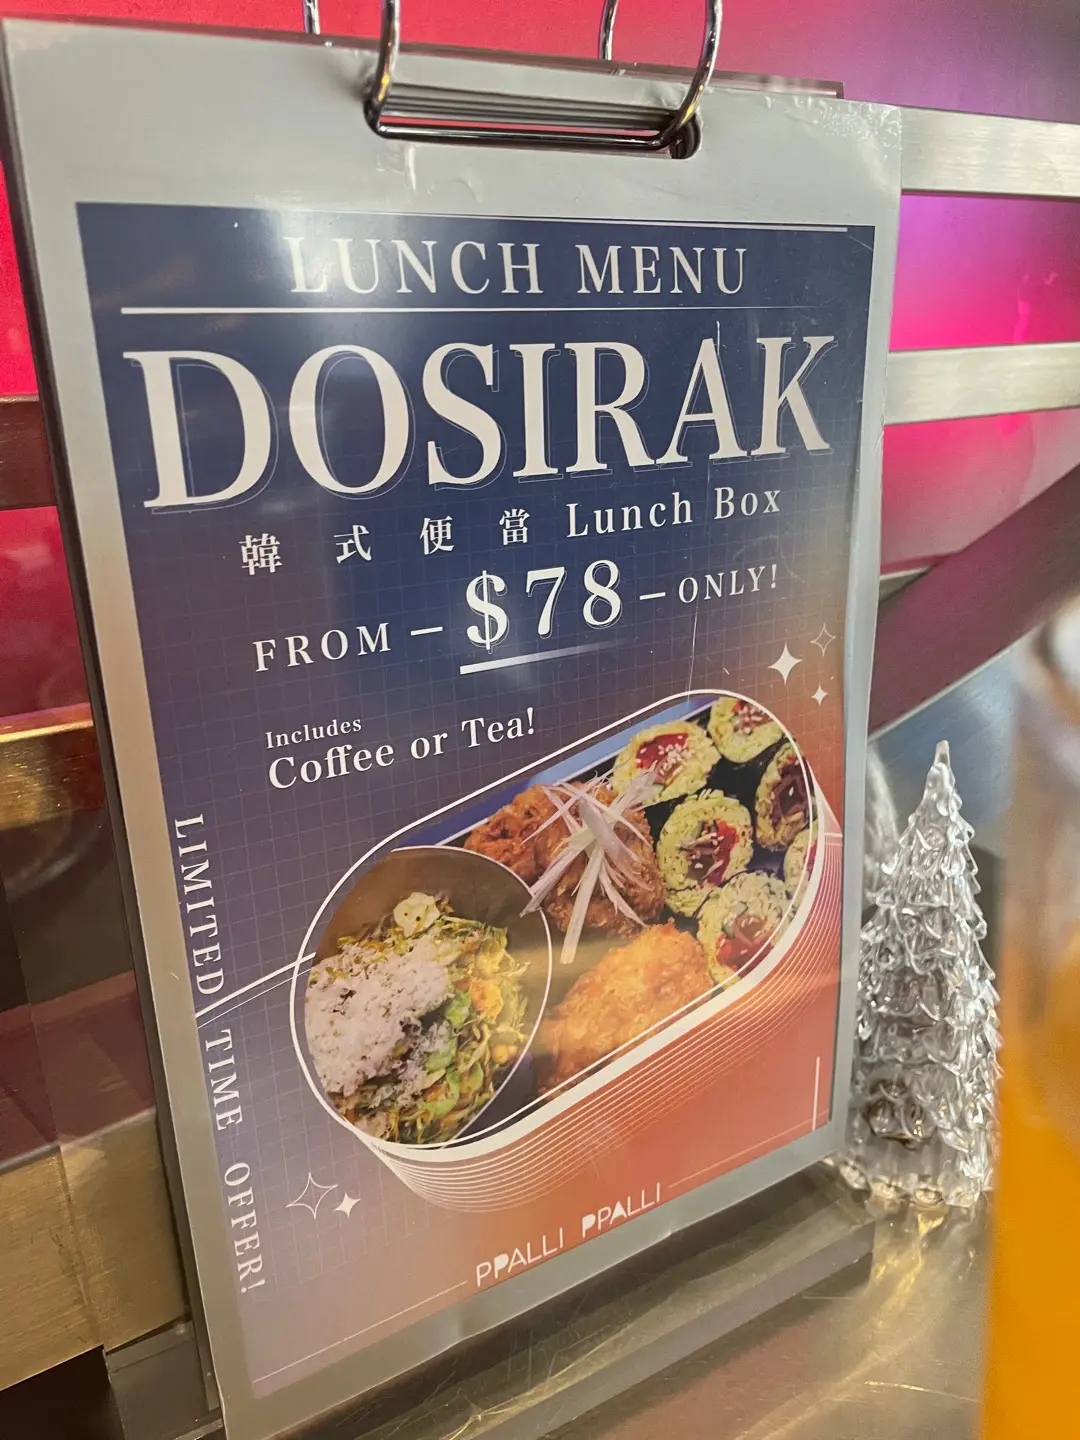 LUNCH MENU
DOSIRAK
韓式便當 Lunch Box
FROM – $78 – ONLY!
Includes
Coffee or Tea!
LIMITED TIME OFFER!
PPALLI PPALLI